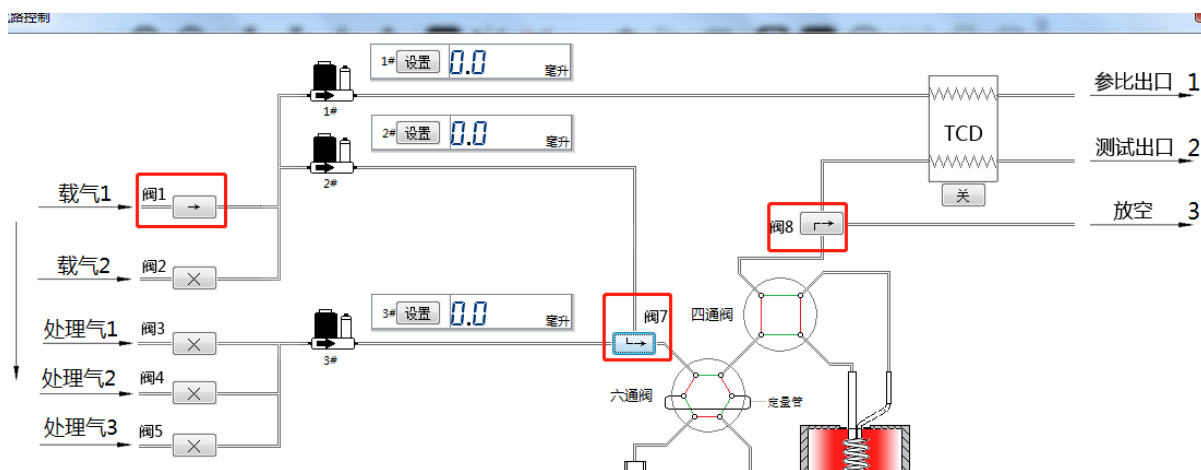 路控制
1# 设置 0.0 毫升
1#
参比出口 1
2# 设置 0.0 毫升
TCD
测试出口 2
2#
载气1 阀1 →
关
放空 3
阀8
载气2 阀2
3# 设置 0.0 毫升
阀7
四通阀
处理气1 阀3
3#
处理气2 阀4
六通阀
定量管
处理气3 阀5